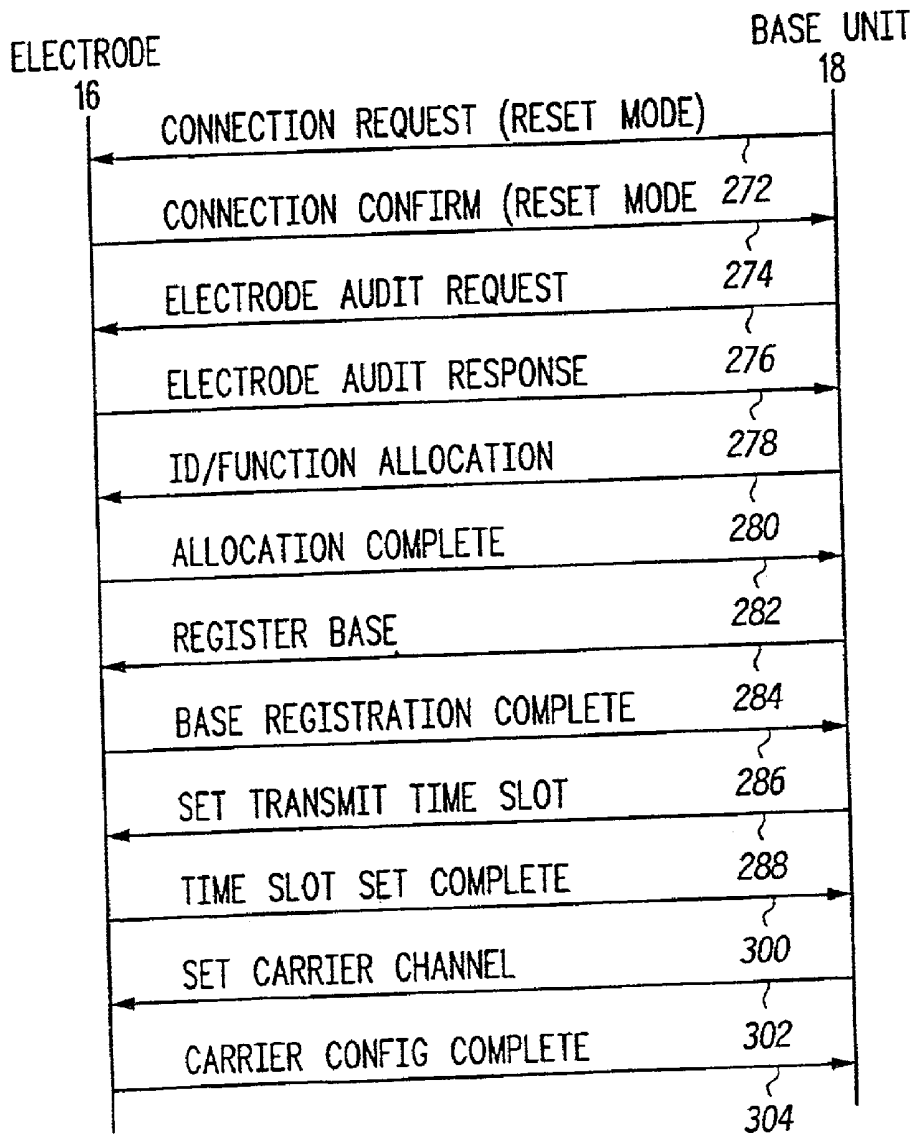 ELECTRODE
16
BASE UNIT
18
CONNECTION REQUEST (RESET MODE)
272
CONNECTION CONFIRM (RESET MODE
274
ELECTRODE AUDIT REQUEST
276
ELECTRODE AUDIT RESPONSE
278
ID/FUNCTION ALLOCATION
280
ALLOCATION COMPLETE
282
REGISTER BASE
284
BASE REGISTRATION COMPLETE
286
SET TRANSMIT TIME SLOT
288
TIME SLOT SET COMPLETE
300
SET CARRIER CHANNEL
302
CARRIER CONFIG COMPLETE
304